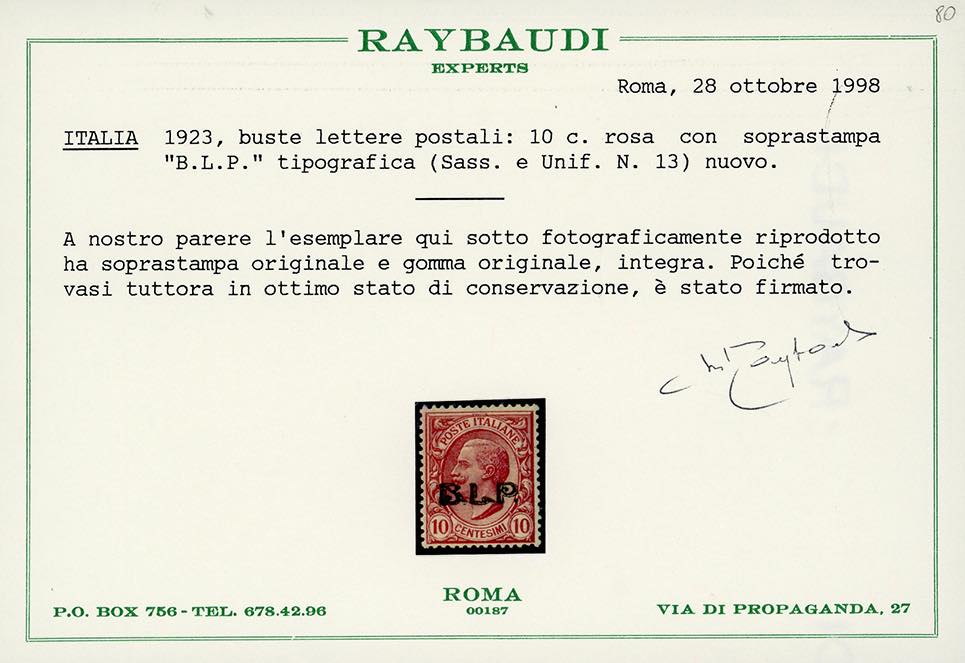 80
RAYBAUDI
EXPERTS
Roma, 28 ottobre 1998
ITALIA 1923, buste lettere postali: 10 c. rosa con soprastampa
"B.L.P." tipografica (Sass. e Unif. N. 13) nuovo.
A nostro parere l'esemplare qui sotto fotograficamente riprodotto
ha soprastampa originale e gomma originale, integra. Poiché tro-
vasi tuttora in ottimo stato di conservazione, è stato firmato.
POSTE ITALIANE
B.L.P.
10 CENTESIMI 10
ROMA
00187
P.O. BOX 756 - TEL. 678.42.96
VIA DI PROPAGANDA, 27